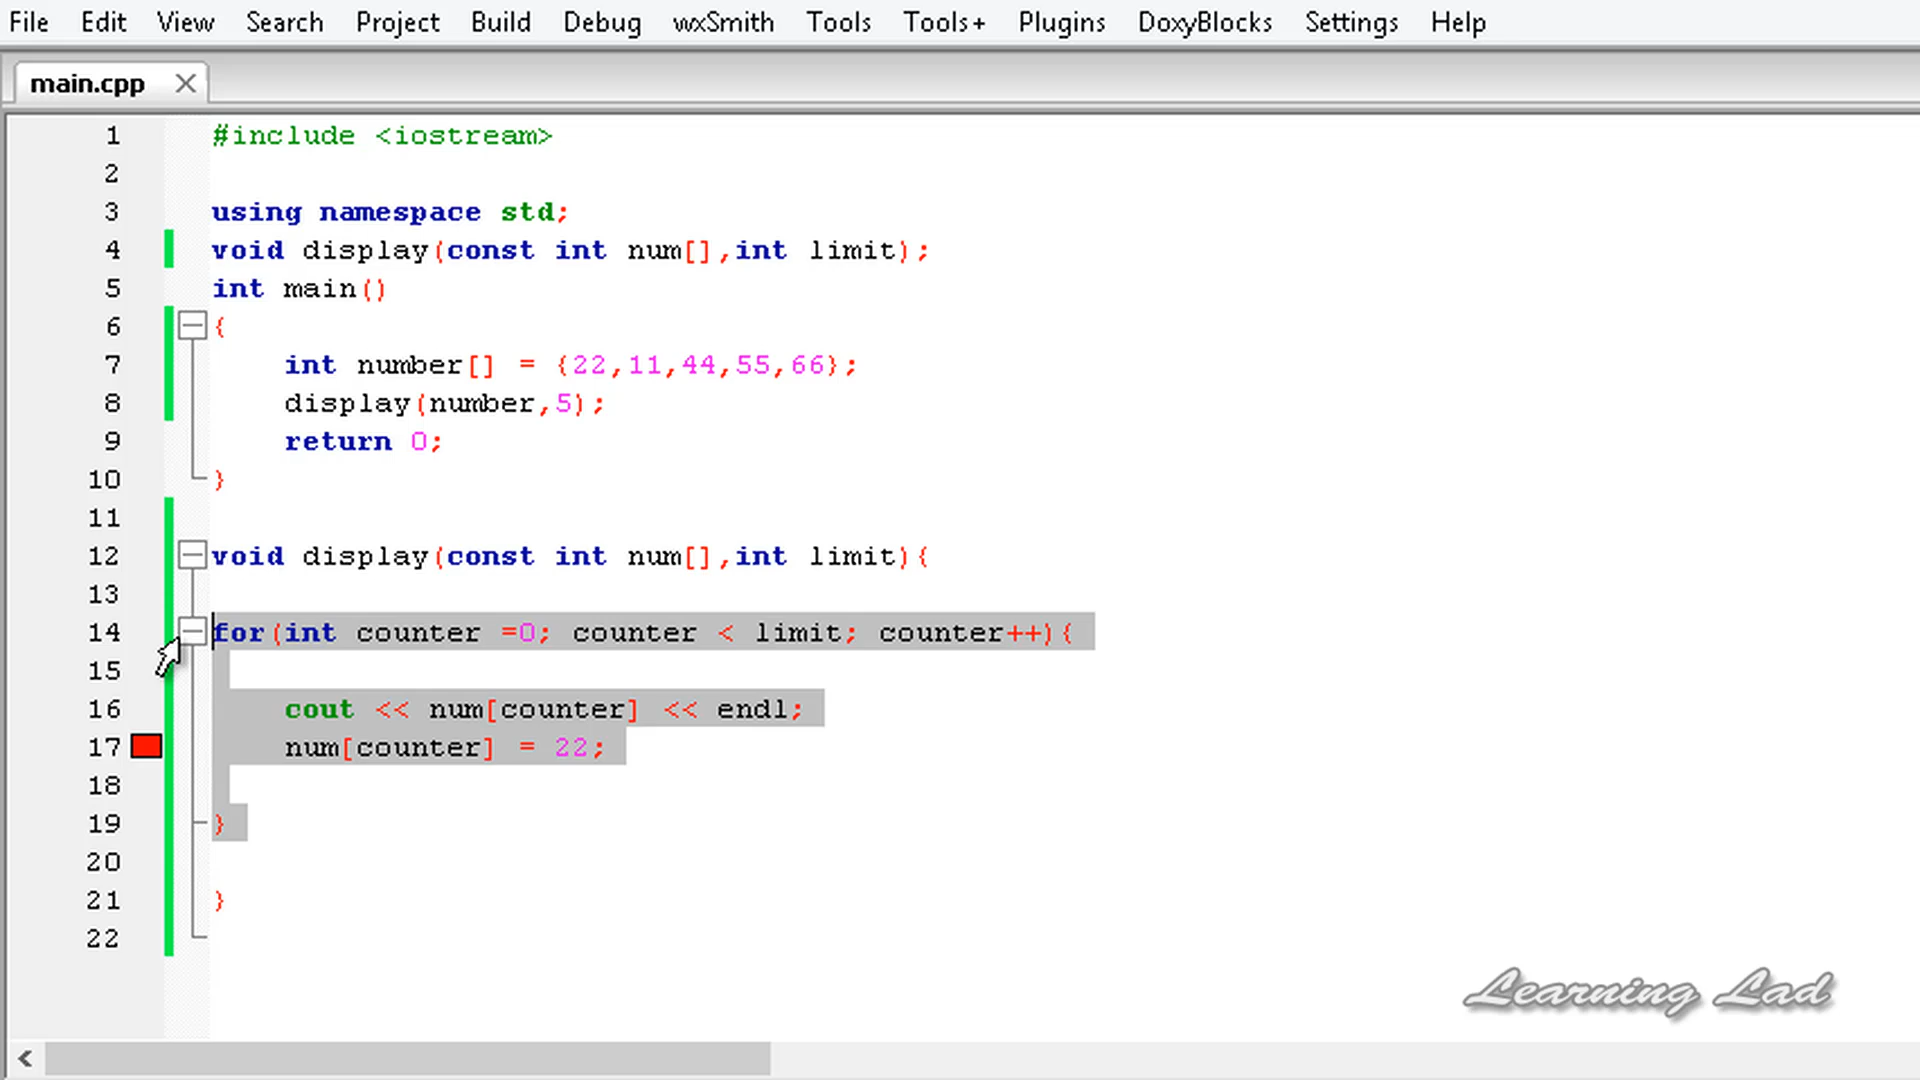 File Edit View Search Project Build Debug wxSmith Tools Tools+ Plugins DoxyBlocks Settings Help
main.cpp
1 #include <iostream>
2
3 using namespace std;
4 void display(const int num[],int limit);
5 int main()
6 {
7     int number[] = {22,11,44,55,66};
8     display(number,5);
9     return 0;
10 }
11
12 void display(const int num[],int limit){
13
14 for(int counter =0; counter < limit; counter++){
15
16     cout << num[counter] << endl;
17     num[counter] = 22;
18
19 }
20
21 }
22
Learning Lad